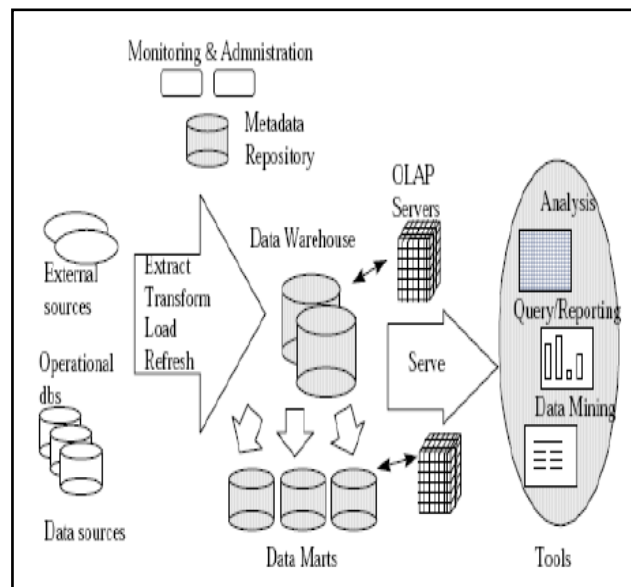 Monitoring & Admnistration
Metadata
Repository
OLAP
Servers
Analysis
Data Warehouse
External
sources
Extract
Transform
Load
Refresh
Query/Reporting
Operational
dbs
Serve
Data Mining
Data sources
Data Marts
Tools